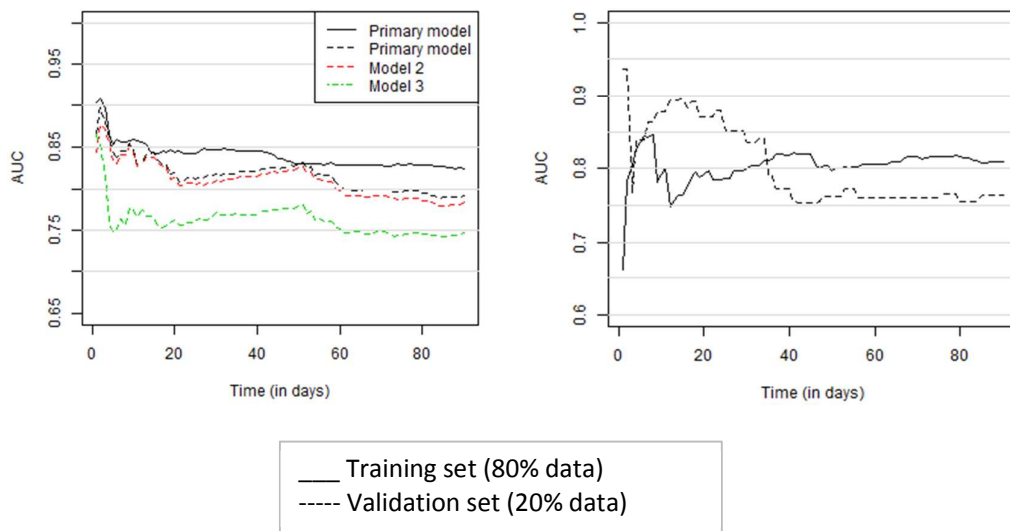 Primary model
Primary model
Model 2
Model 3
AUC
0.95
0.85
0.75
0.65
0 20 40 60 80
Time (in days)
AUC
1.0
0.9
0.8
0.7
0.6
0 20 40 60 80
Time (in days)
___ Training set (80% data)
----- Validation set (20% data)